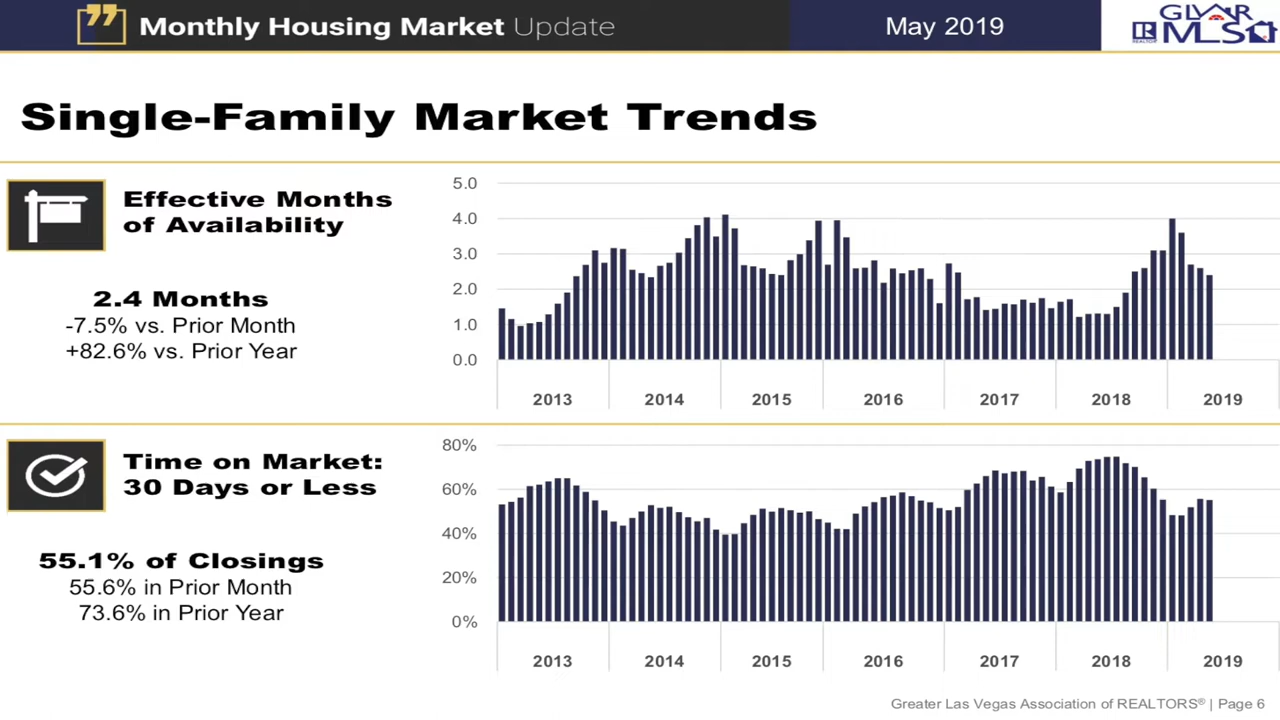 Monthly Housing Market Update
May 2019
GLVAR
R MLS
REALTOR
Single-Family Market Trends
Effective Months
of Availability
2.4 Months
-7.5% vs. Prior Month
+82.6% vs. Prior Year
5.0
4.0
3.0
2.0
1.0
0.0
2013 2014 2015 2016 2017 2018 2019
Time on Market:
30 Days or Less
55.1% of Closings
55.6% in Prior Month
73.6% in Prior Year
80%
60%
40%
20%
0%
2013 2014 2015 2016 2017 2018 2019
Greater Las Vegas Association of REALTORS® | Page 6